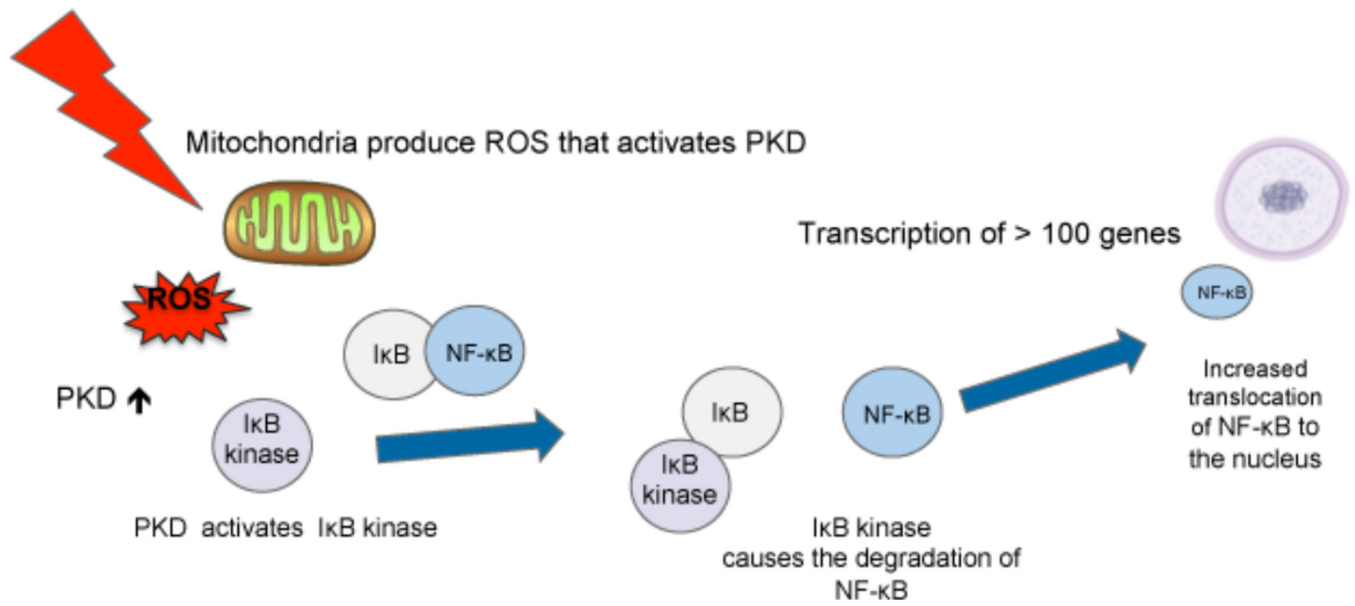 Mitochondria produce ROS that activates PKD
ROS
PKD
IκB
kinase
IκB
NF-κB
PKD activates IκB kinase
IκB
IκB
kinase
NF-κB
IκB kinase
causes the degradation of
NF-κB
Transcription of > 100 genes
NF-κB
Increased
translocation
of NF-κB to
the nucleus